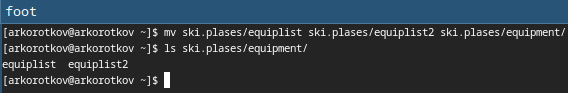 foot
[arkorotkov@arkorotkov ~]$ mv ski.plases/equiplist ski.plases/equiplist2 ski.plases/equipment/
[arkorotkov@arkorotkov ~]$ ls ski.plases/equipment/
equiplist  equiplist2
[arkorotkov@arkorotkov ~]$